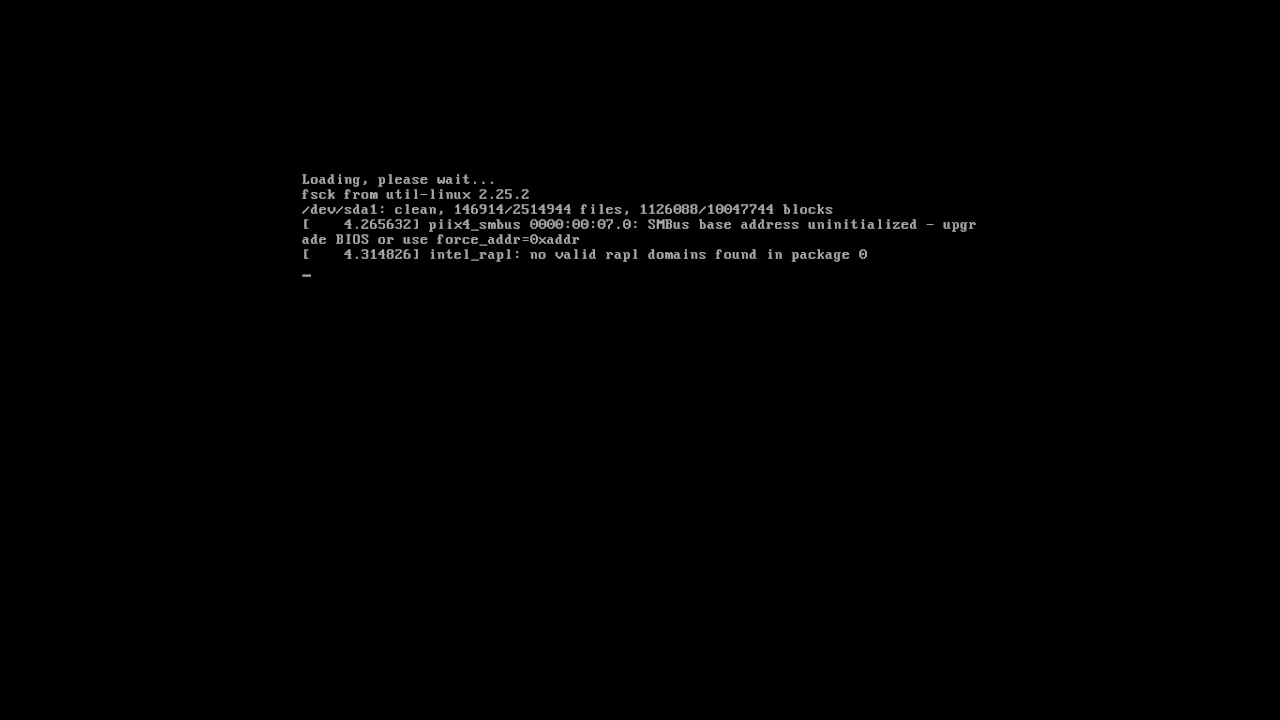 Loading, please wait...
fsck from util-linux 2.25.2
/dev/sda1: clean, 146914/2514944 files, 1126088/10047744 blocks
[    4.265632] piix4_smbus 0000:00:07.0: SMBus base address uninitialized - upgr
ade BIOS or use force_addr=0xaddr
[    4.314826] intel_rapl: no valid rapl domains found in package 0
_